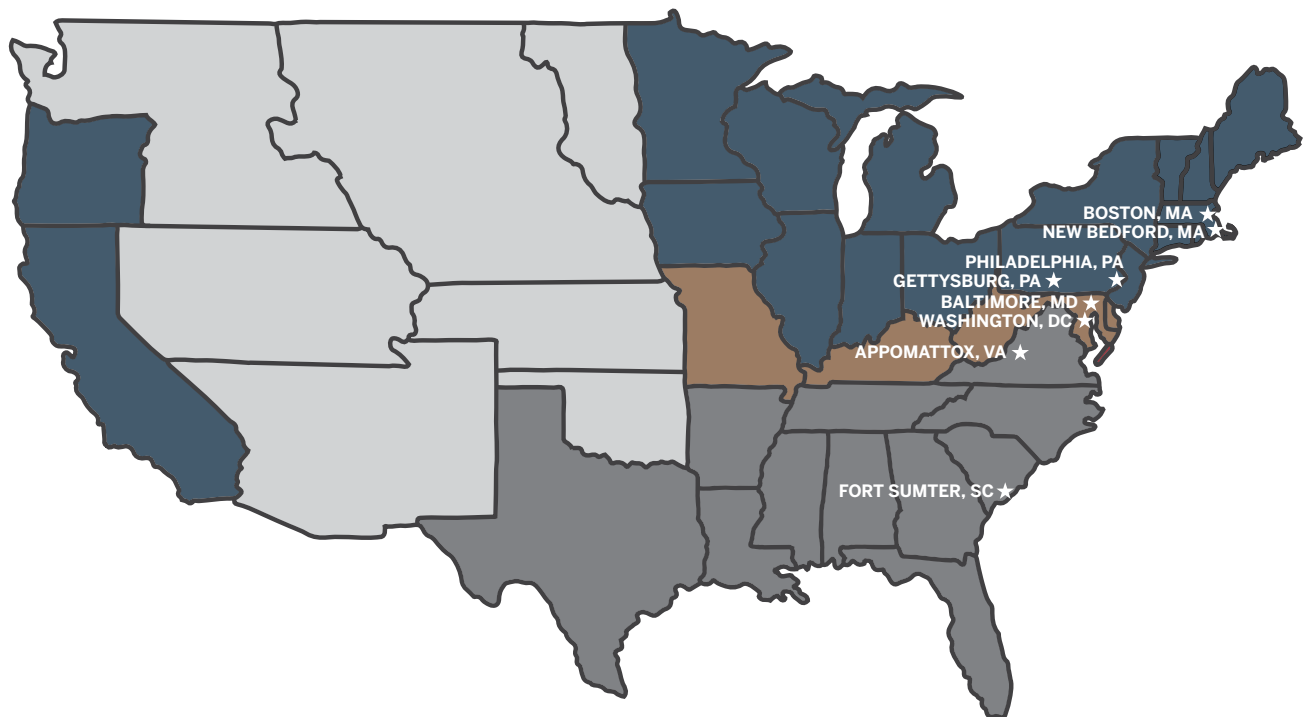 BOSTON, MA
NEW BEDFORD, MA
PHILADELPHIA, PA
GETTYSBURG, PA
BALTIMORE, MD
WASHINGTON, DC
APPOMATTOX, VA
FORT SUMTER, SC